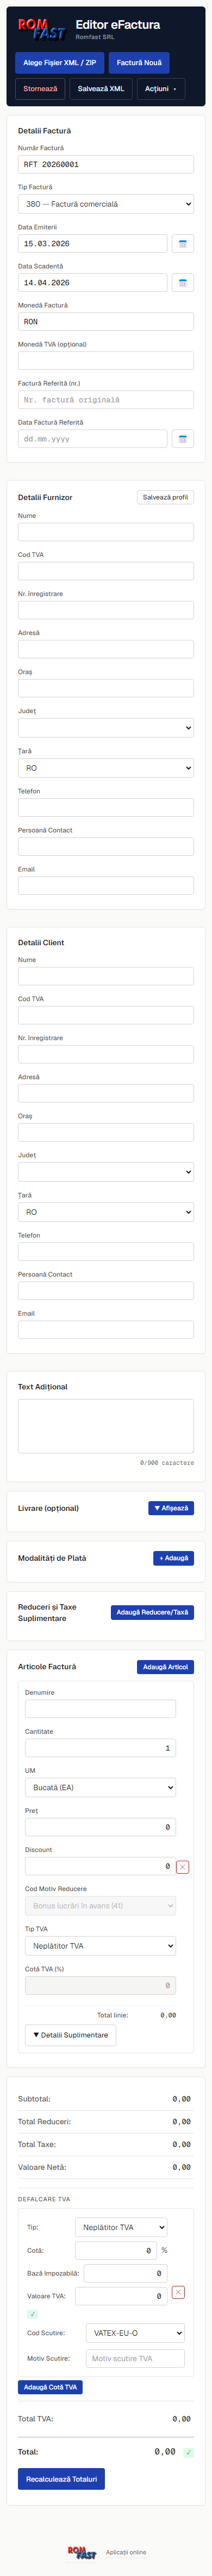 ROM
FAST
Editor eFactura
Romfast SRL
Alege Fișier XML / ZIP
Factură Nouă
Stornează
Salvează XML
Acțiuni ▼
Detalii Factură
Număr Factură
RFT 20260001
Tip Factură
380 — Factură comercială
Data Emiterii
15.03.2026
Data Scadentă
14.04.2026
Monedă Factură
RON
Monedă TVA (opțional)
Factură Referită (nr.)
Nr. factură originală
Data Factură Referită
dd.mm.yyyy
Detalii Furnizor
Salvează profil
Nume
Cod TVA
Nr. înregistrare
Adresă
Oraș
Județ
Țară
RO
Telefon
Persoană Contact
Email
Detalii Client
Nume
Cod TVA
Nr. înregistrare
Adresă
Oraș
Județ
Țară
RO
Telefon
Persoană Contact
Email
Text Adițional
0/900 caractere
Livrare (opțional)
▼ Afișează
Modalități de Plată
+ Adaugă
Reduceri și Taxe
Suplimentare
Adaugă Reducere/Taxă
Articole Factură
Adaugă Articol
Denumire
Cantitate
1
UM
Bucată (EA)
Preț
0
Discount
0
Cod Motiv Reducere
Bonus lucrări în avans (41)
Tip TVA
Neplătitor TVA
Cotă TVA (%)
0
Total linie: 0,00
▼ Detalii Suplimentare
Subtotal: 0,00
Total Reduceri: 0,00
Total Taxe: 0,00
Valoare Netă: 0,00
DEFALCARE TVA
Tip: Neplătitor TVA
Cotă: 0 %
Bază Impozabilă: 0
Valoare TVA: 0
✓
Cod Scutire: VATEX-EU-O
Motiv Scutire: Motiv scutire TVA
Adaugă Cotă TVA
Total TVA: 0,00
Total: 0,00 ✓
Recalculează Totaluri
ROM
FAST
Aplicații online